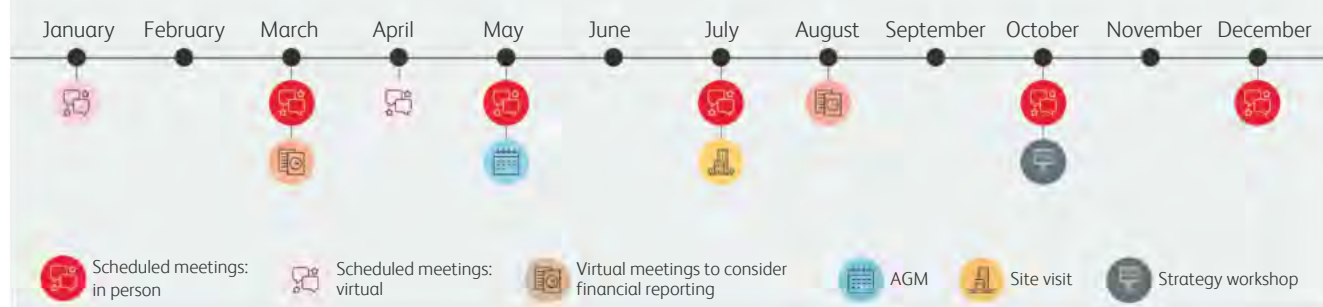 January February March April May June July August September October November December
Scheduled meetings:
in person
Scheduled meetings:
virtual
Virtual meetings to consider
financial reporting
AGM
Site visit
Strategy workshop